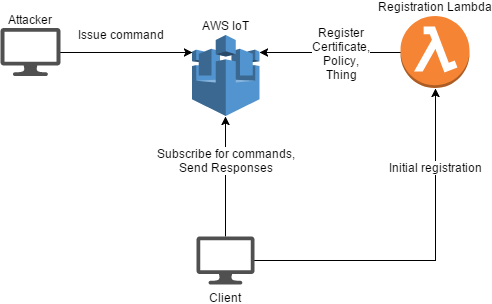 Attacker
AWS IoT
Registration Lambda
Issue command
Register
Certificate,
Policy,
Thing
Subscribe for commands,
Send Responses
Initial registration
Client